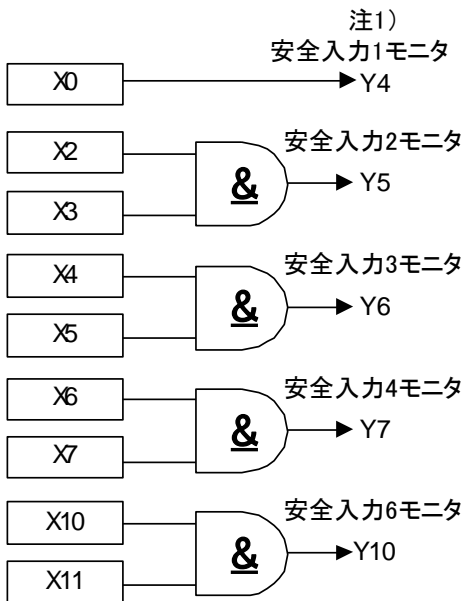 注1)
安全入力1モニタ
X0
Y4
安全入力2モニタ
X2
&
Y5
X3
安全入力3モニタ
X4
&
Y6
X5
安全入力4モニタ
X6
&
Y7
X7
安全入力6モニタ
X10
&
Y10
X11